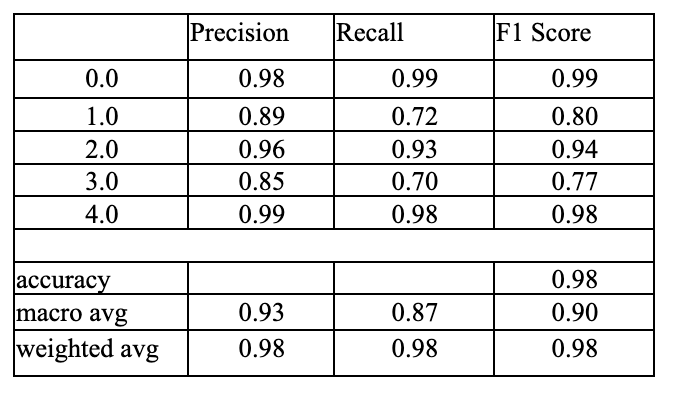 Precision Recall F1 Score
0.0 0.98 0.99 0.99
1.0 0.89 0.72 0.80
2.0 0.96 0.93 0.94
3.0 0.85 0.70 0.77
4.0 0.99 0.98 0.98
accuracy 0.98
macro avg 0.93 0.87 0.90
weighted avg 0.98 0.98 0.98